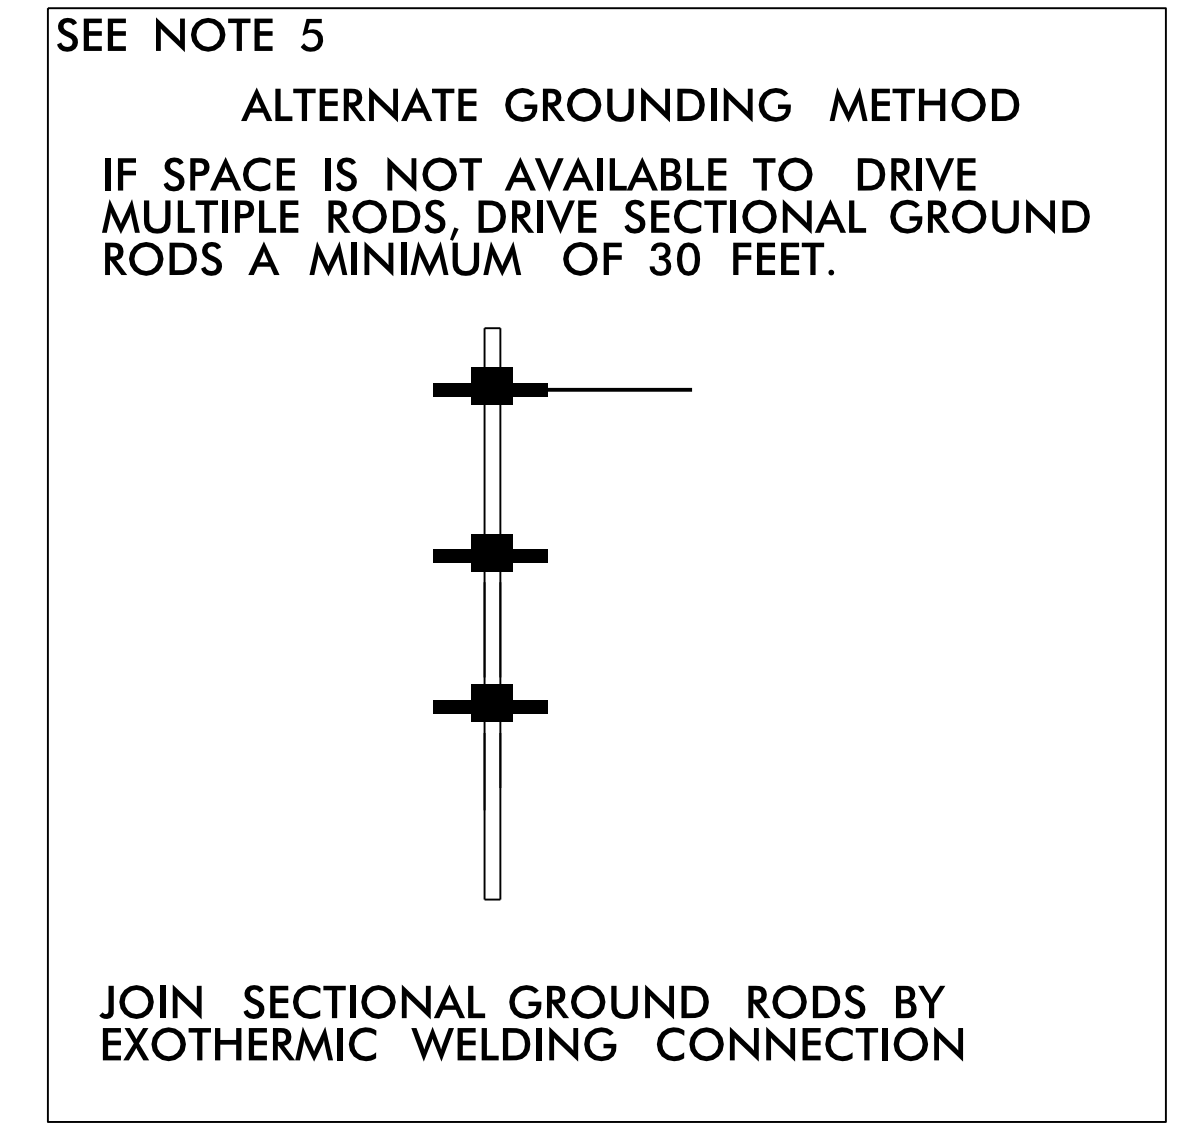 SEE NOTE 5
ALTERNATE GROUNDING METHOD
IF SPACE IS NOT AVAILABLE TO DRIVE
MULTIPLE RODS, DRIVE SECTIONAL GROUND
RODS A MINIMUM OF 30 FEET.
JOIN SECTIONAL GROUND RODS BY
EXOTHERMIC WELDING CONNECTION